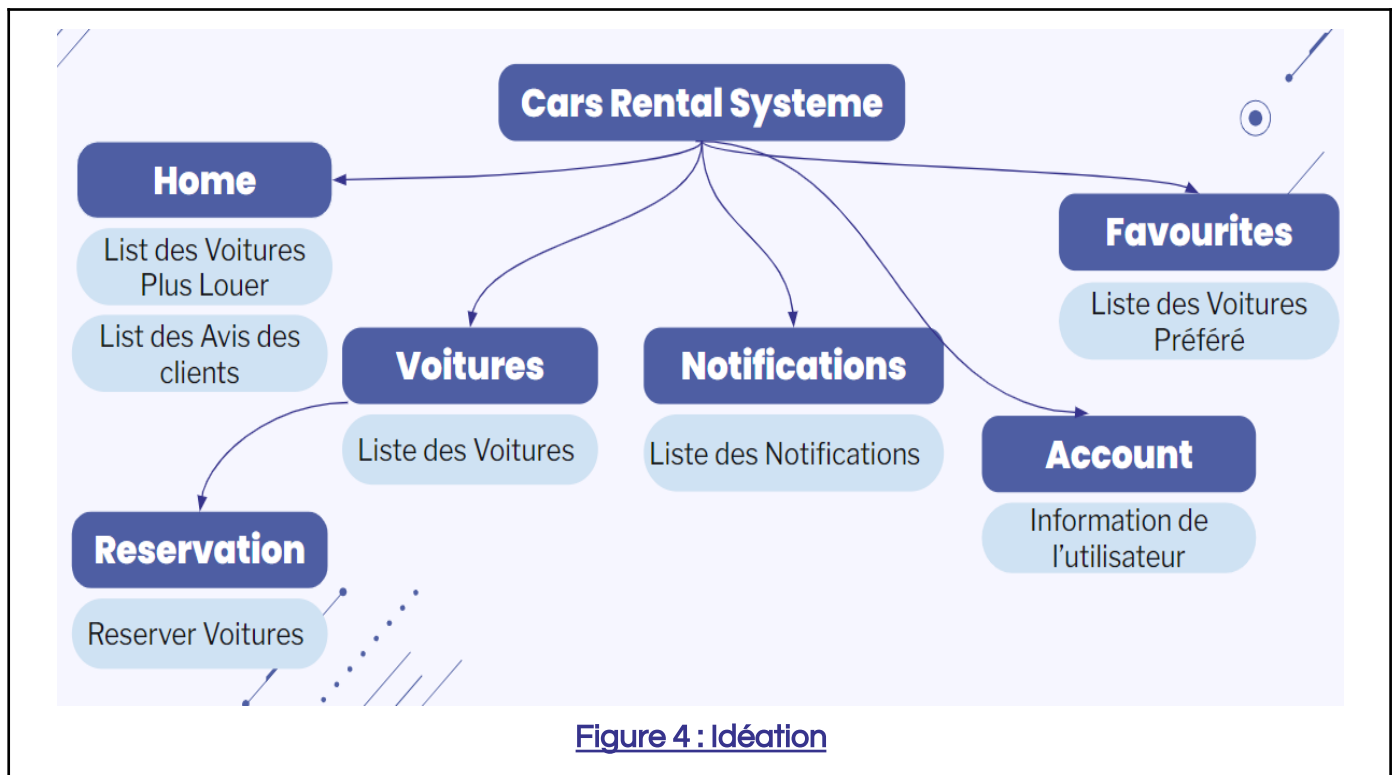 Cars Rental Systeme
Home
List des Voitures
Plus Louer
List des Avis des
clients
Favourites
Liste des Voitures
Préféré
Voitures
Liste des Voitures
Notifications
Liste des Notifications
Account
Information de
l'utilisateur
Reservation
Reserver Voitures
Figure 4 : Idéation